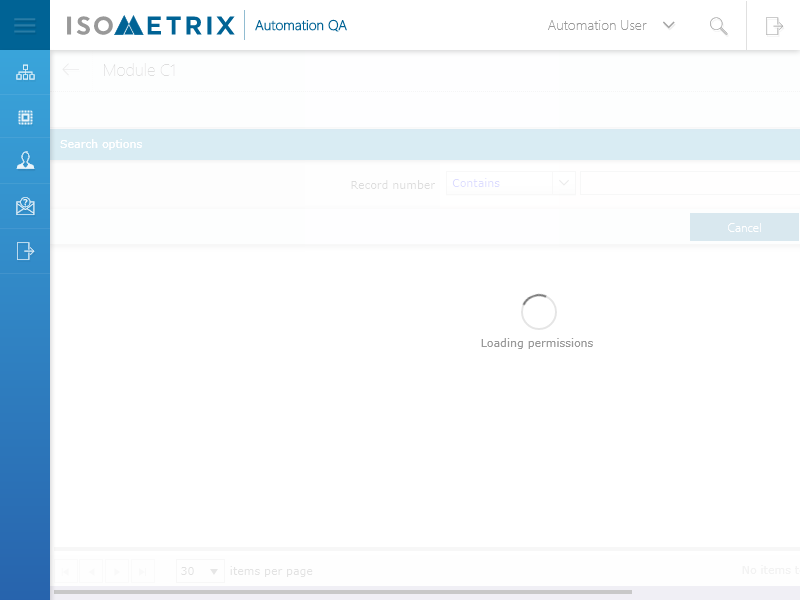 ISOMETRIX Automation QA Automation User
Module C1
Search options
Record number Contains
Cancel
Loading permissions
30 items per page No items t